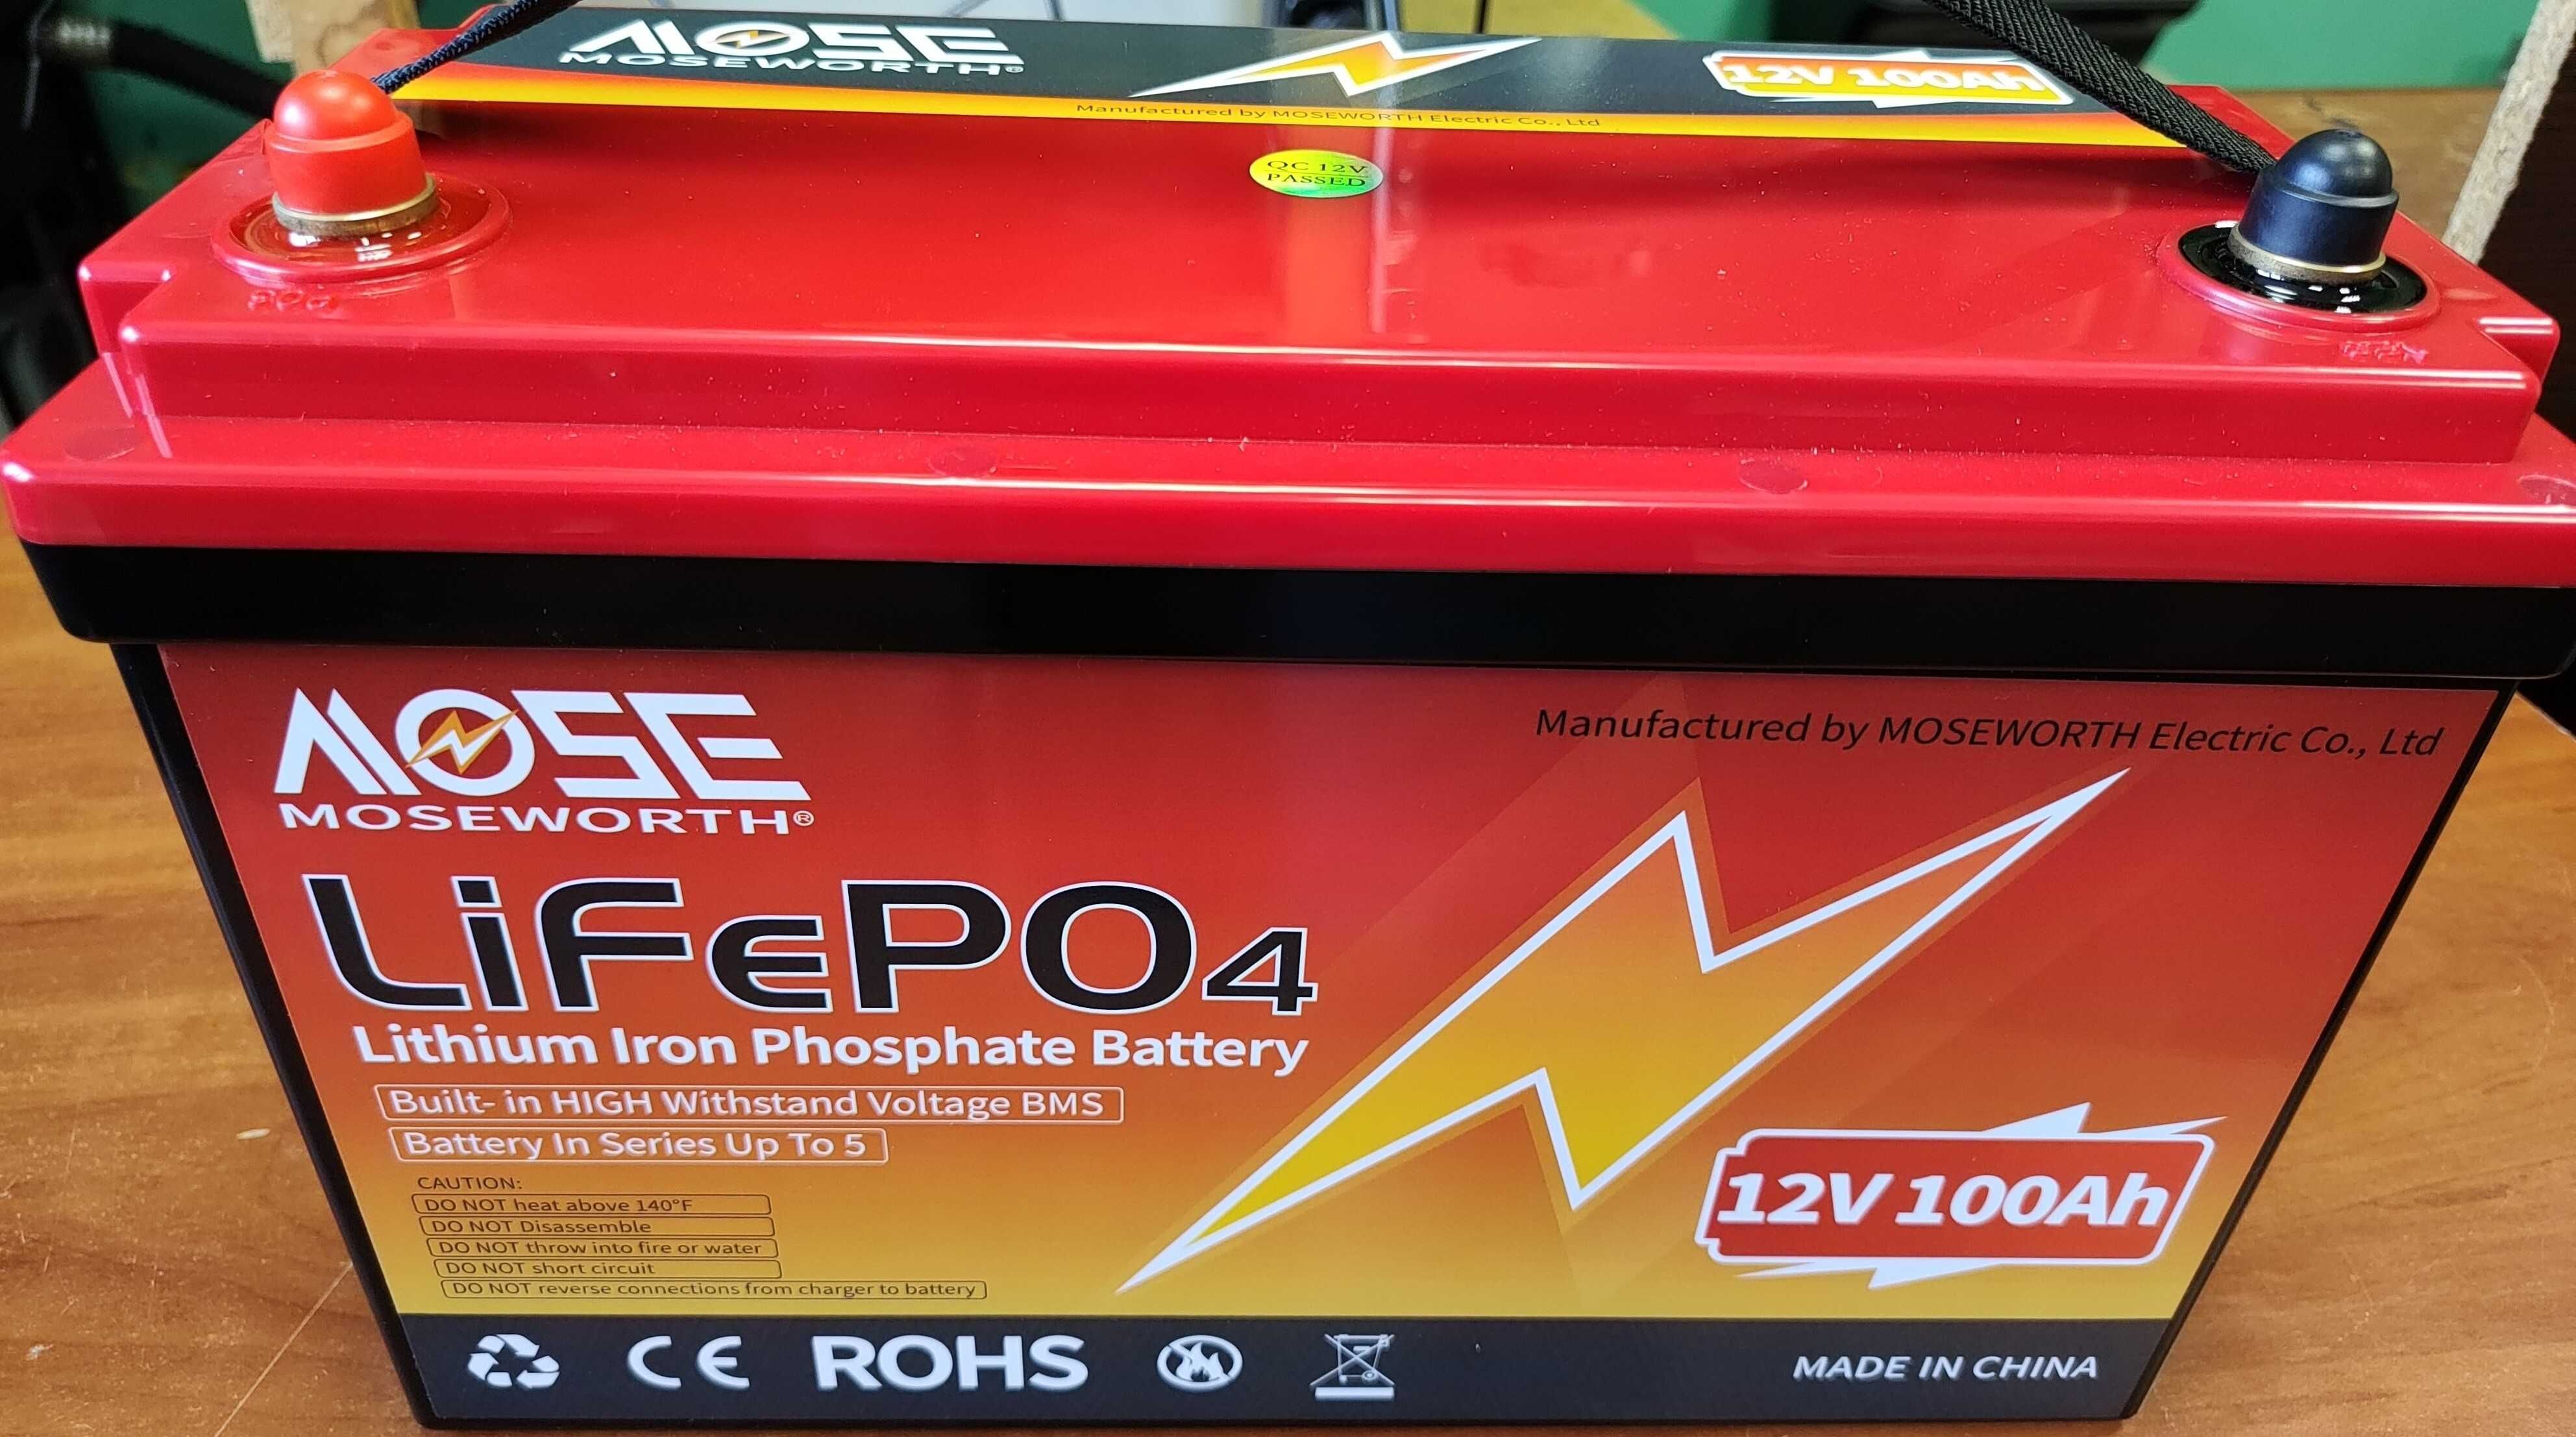 MOSE
MOSEWORTH®
12V 100Ah
Manufactured by MOSEWORTH Electric Co., Ltd
QC 12V
PASSED
MOSE
MOSEWORTH®
Manufactured by MOSEWORTH Electric Co., Ltd
LiFePO4
Lithium Iron Phosphate Battery
Built- in HIGH Withstand Voltage BMS
Battery In Series Up To 5
12V 100Ah
CAUTION:
DO NOT heat above 140°F
DO NOT Disassemble
DO NOT throw into fire or water
DO NOT short circuit
DO NOT reverse connections from charger to battery
CE ROHS
MADE IN CHINA